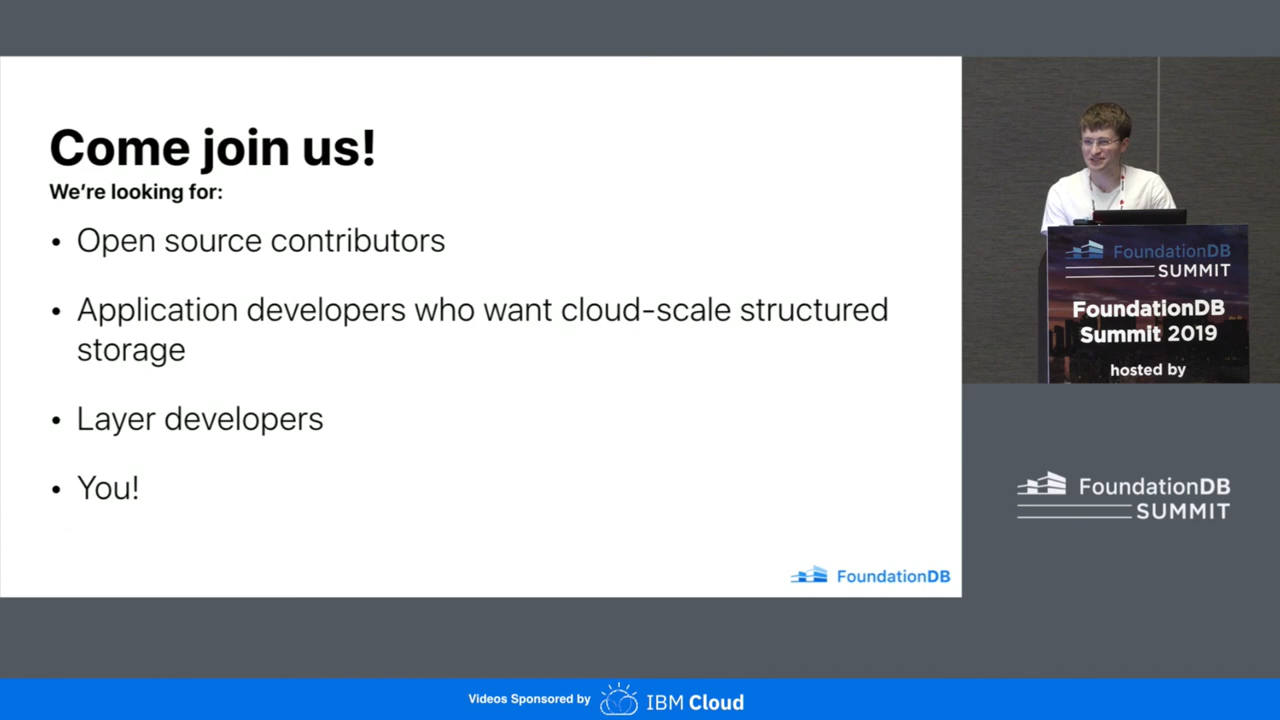 Come join us!
We're looking for:
• Open source contributors
• Application developers who want cloud-scale structured
storage
• Layer developers
• You!
FoundationDB
FoundationDB
SUMMIT
FoundationDB
Summit 2019
hosted by
FoundationDB
SUMMIT
Videos Sponsored by IBM Cloud